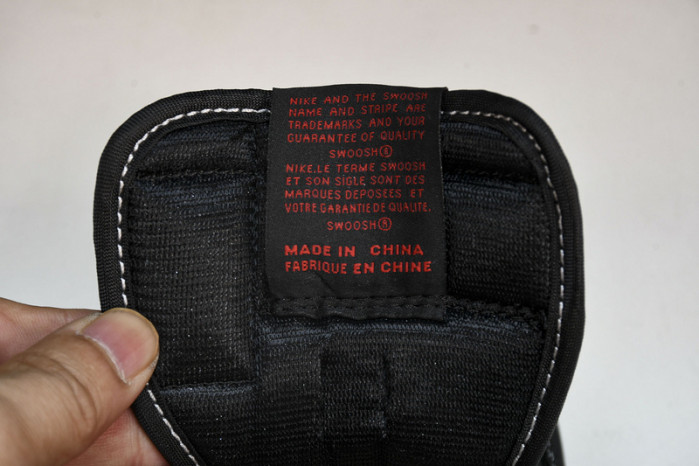 NIKE AND THE SWOOSH
NAME AND STRIPE ARE
TRADEMARKS AND YOUR
GUARANTEE OF QUALITY
SWOOSH®
NIKE,LE TERME SWOOSH
ET SON SIGLE SONT DES
MARQUES DEPOSEES ET
VOTRE GARANTIE DE QUALITE.
SWOOSH®
MADE IN CHINA
FABRIQUE EN CHINE